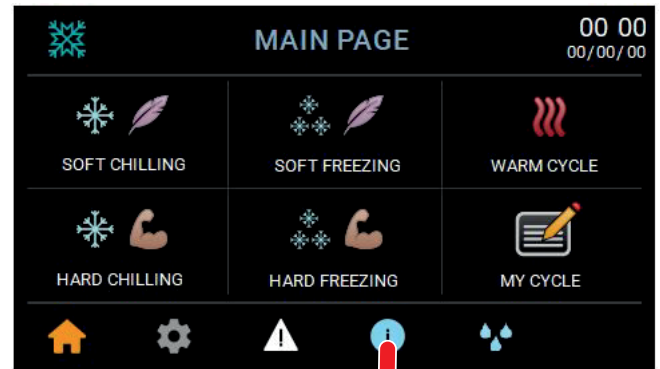 MAIN PAGE
00 00
00/00/00
SOFT CHILLING
SOFT FREEZING
WARM CYCLE
HARD CHILLING
HARD FREEZING
MY CYCLE